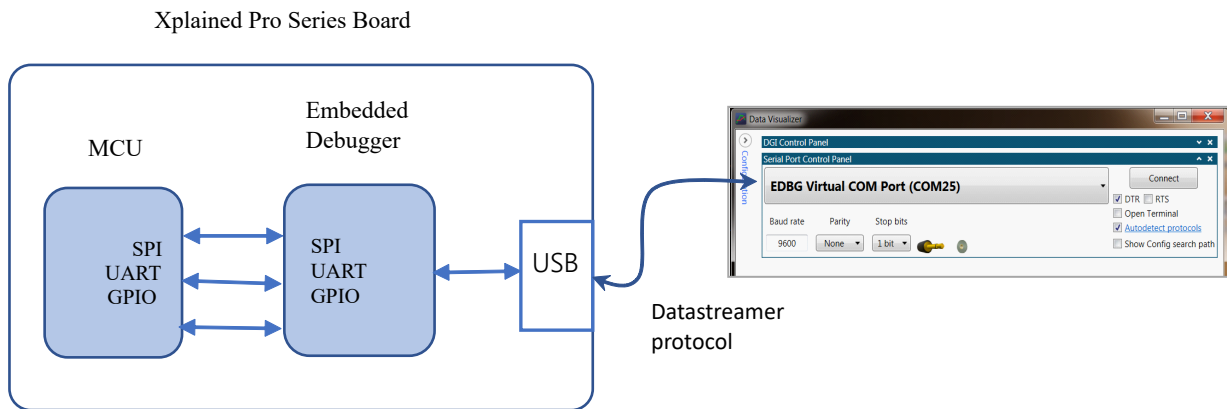 Xplained Pro Series Board
Embedded
Debugger
MCU
SPI
UART
GPIO
SPI
UART
GPIO
USB
Datastreamer
protocol
Data Visualizer
Configuration
DGI Control Panel
Serial Port Control Panel
EDBG Virtual COM Port (COM25)
Connect
DTR RTS
Open Terminal
Autodetect protocols
Show Config search path
Baud rate Parity Stop bits
9600 None 1 bit